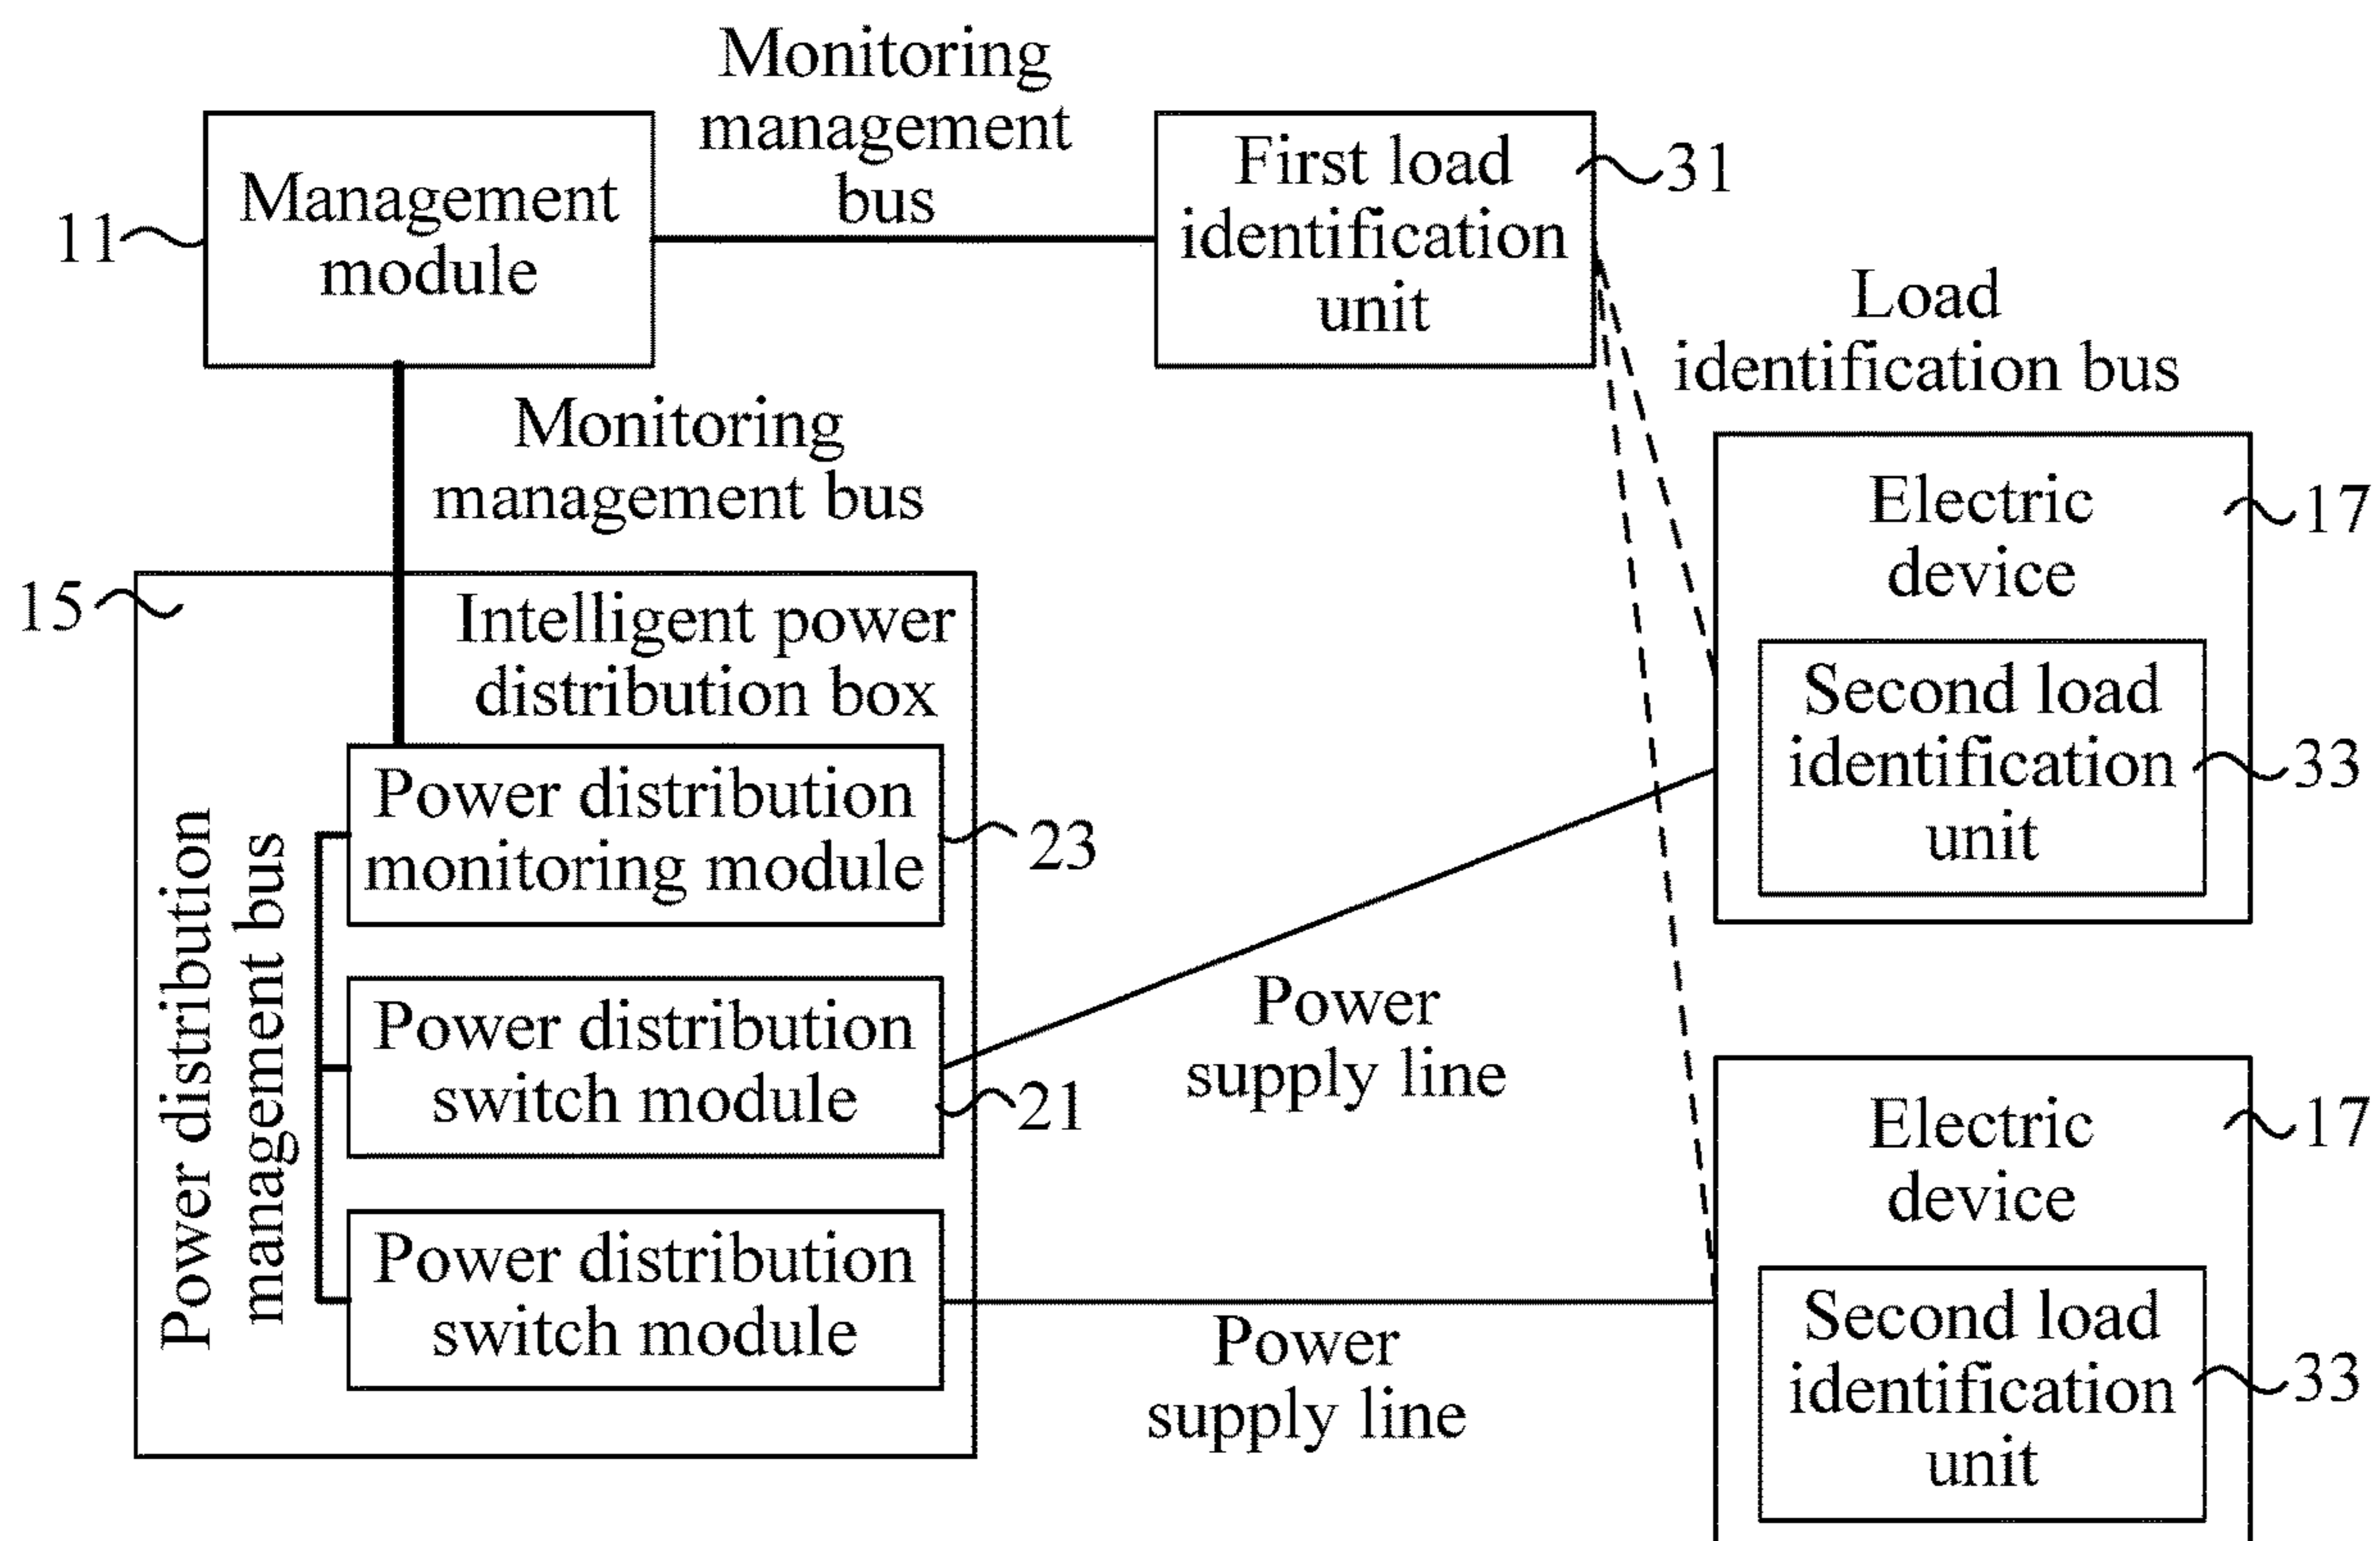 Monitoring
management
bus
11
Management
module
First load
identification
unit
31
Load
identification bus
Monitoring
management bus
Electric
device
17
Second load
identification
unit
33
15
Intelligent power
distribution box
Power distribution
management bus
Power distribution
monitoring module
23
Power distribution
switch module
21
Power
supply line
Power distribution
switch module
Power
supply line
Electric
device
17
Second load
identification
unit
33